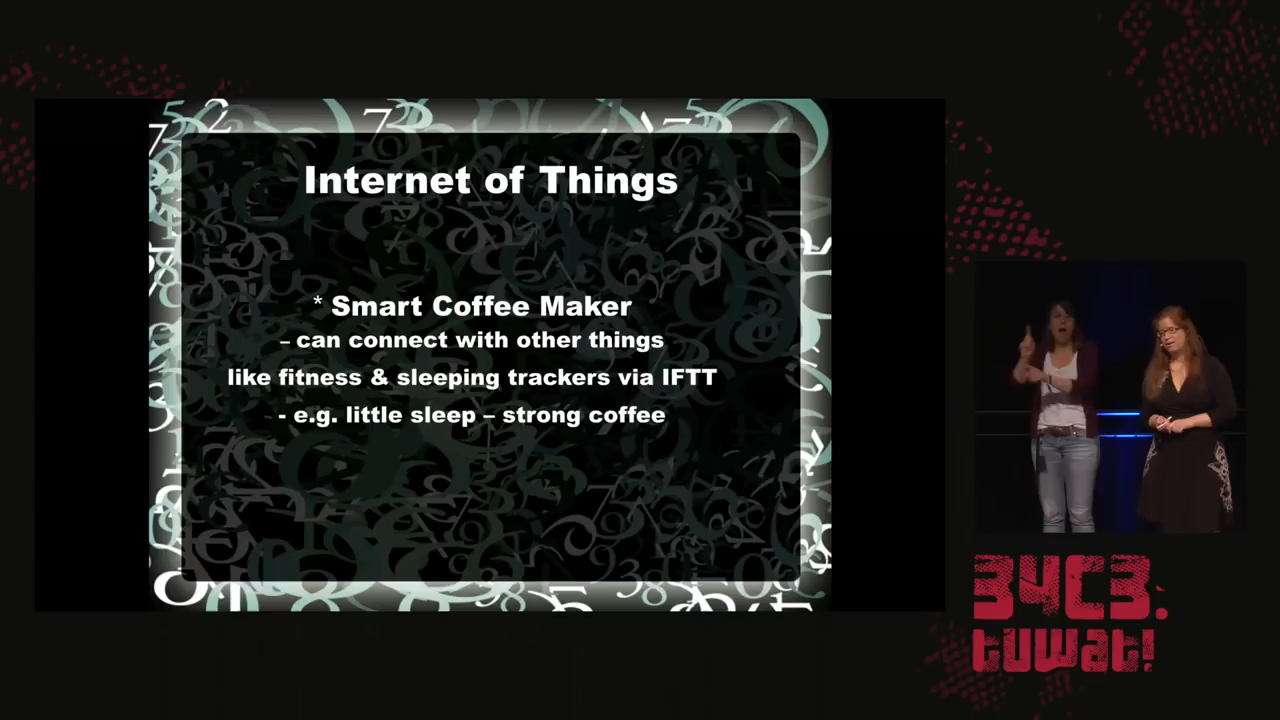 Internet of Things
* Smart Coffee Maker
– can connect with other things
like fitness & sleeping trackers via IFTT
- e.g. little sleep – strong coffee
34C3.
tuwat!